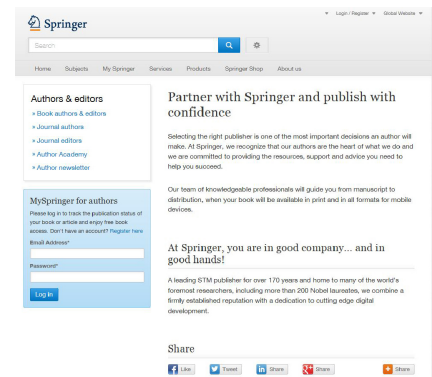 Login / Register
Global Website
Springer
Search
Home Subjects My Springer Services Products Springer Shop About us
Authors & editors
» Book authors & editors
» Journal authors
» Journal editors
» Author Academy
» Author newsletter
MySpringer for authors
Please log in to track the publication status of
your book or article and enjoy free book
access. Don't have an account? Register here
Email Address*
Password*
Log in
Partner with Springer and publish with
confidence
Selecting the right publisher is one of the most important decisions an author will
make. At Springer, we recognize that our authors are the heart of what we do and
we are committed to providing the resources, support and advice you need to
help you succeed.
Our team of knowledgeable professionals will guide you from manuscript to
distribution, when your book will be available in print and in all formats for mobile
devices.
At Springer, you are in good company... and in
good hands!
A leading STM publisher for over 170 years and home to many of the world's
foremost researchers, including more than 200 Nobel laureates, we combine a
firmly established reputation with a dedication to cutting edge digital
development.
Share
Like Tweet Share Share Share